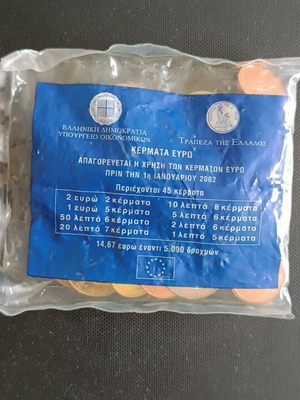 ΕΛΛΗΝΙΚΗ ΔΗΜΟΚΡΑΤΙΑ
ΥΠΟΥΡΓΕΙΟ ΟΙΚΟΝΟΜΙΚΩΝ
ΤΡΑΠΕΖΑ ΤΗΣ ΕΛΛΑΔΟΣ
ΚΕΡΜΑΤΑ ΕΥΡΩ
ΑΠΑΓΟΡΕΥΕΤΑΙ Η ΧΡΗΣΗ ΤΩΝ ΚΕΡΜΑΤΩΝ ΕΥΡΩ
ΠΡΙΝ ΤΗΝ 1η ΙΑΝΟΥΑΡΙΟΥ 2002
Περιέχονται 45 κέρματα
2 ευρώ 2 κέρματα 10 λεπτά 8 κέρματα
1 ευρώ 5 κέρματα 5 λεπτά 6 κέρματα
50 λεπτά 6 κέρματα 2 λεπτά 6 κέρματα
20 λεπτά 7 κέρματα 1 λεπτό 5 κέρματα
14,67 ευρώ έναντι 5.000 δραχμών